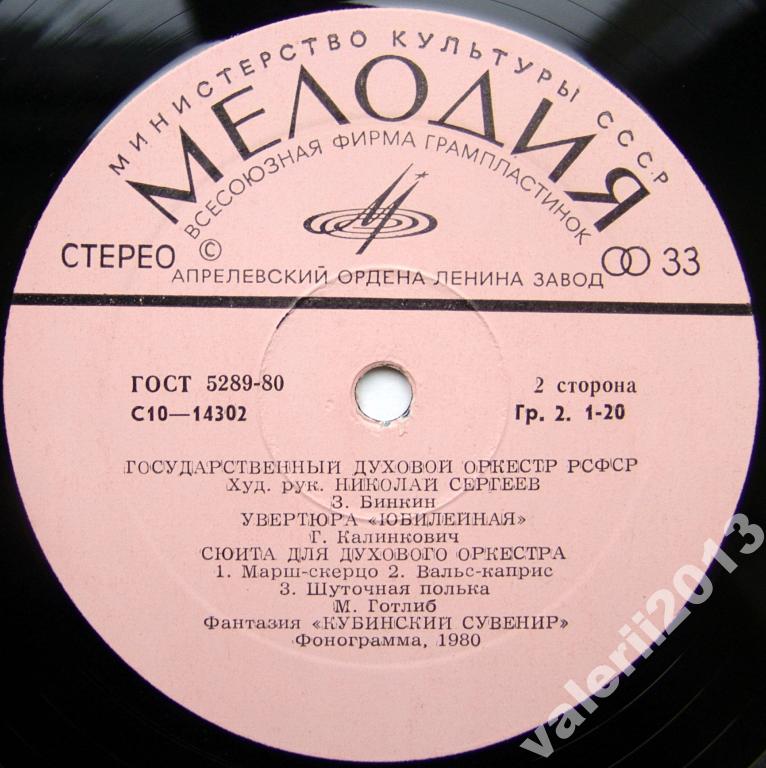 МИНИСТЕРСТВО КУЛЬТУРЫ СССР
МЕЛОДИЯ
ВСЕСОЮЗНАЯ ФИРМА ГРАМПЛАСТИНОК
СТЕРЕО © 33
АПРЕЛЕВСКИЙ ОРДЕНА ЛЕНИНА ЗАВОД
ГОСТ 5289-80 2 сторона
С10—14302 Гр. 2. 1-20
ГОСУДАРСТВЕННЫЙ ДУХОВОЙ ОРКЕСТР РСФСР
Худ. рук. НИКОЛАЙ СЕРГЕЕВ
З. Бинкин
УВЕРТЮРА «ЮБИЛЕЙНАЯ»
Г. Калинкович
СЮИТА ДЛЯ ДУХОВОГО ОРКЕСТРА
1. Марш-скерцо 2. Вальс-каприс
3. Шуточная полька
М. Готлиб
Фантазия «КУБИНСКИЙ СУВЕНИР»
Фонограмма, 1980
valerii2013